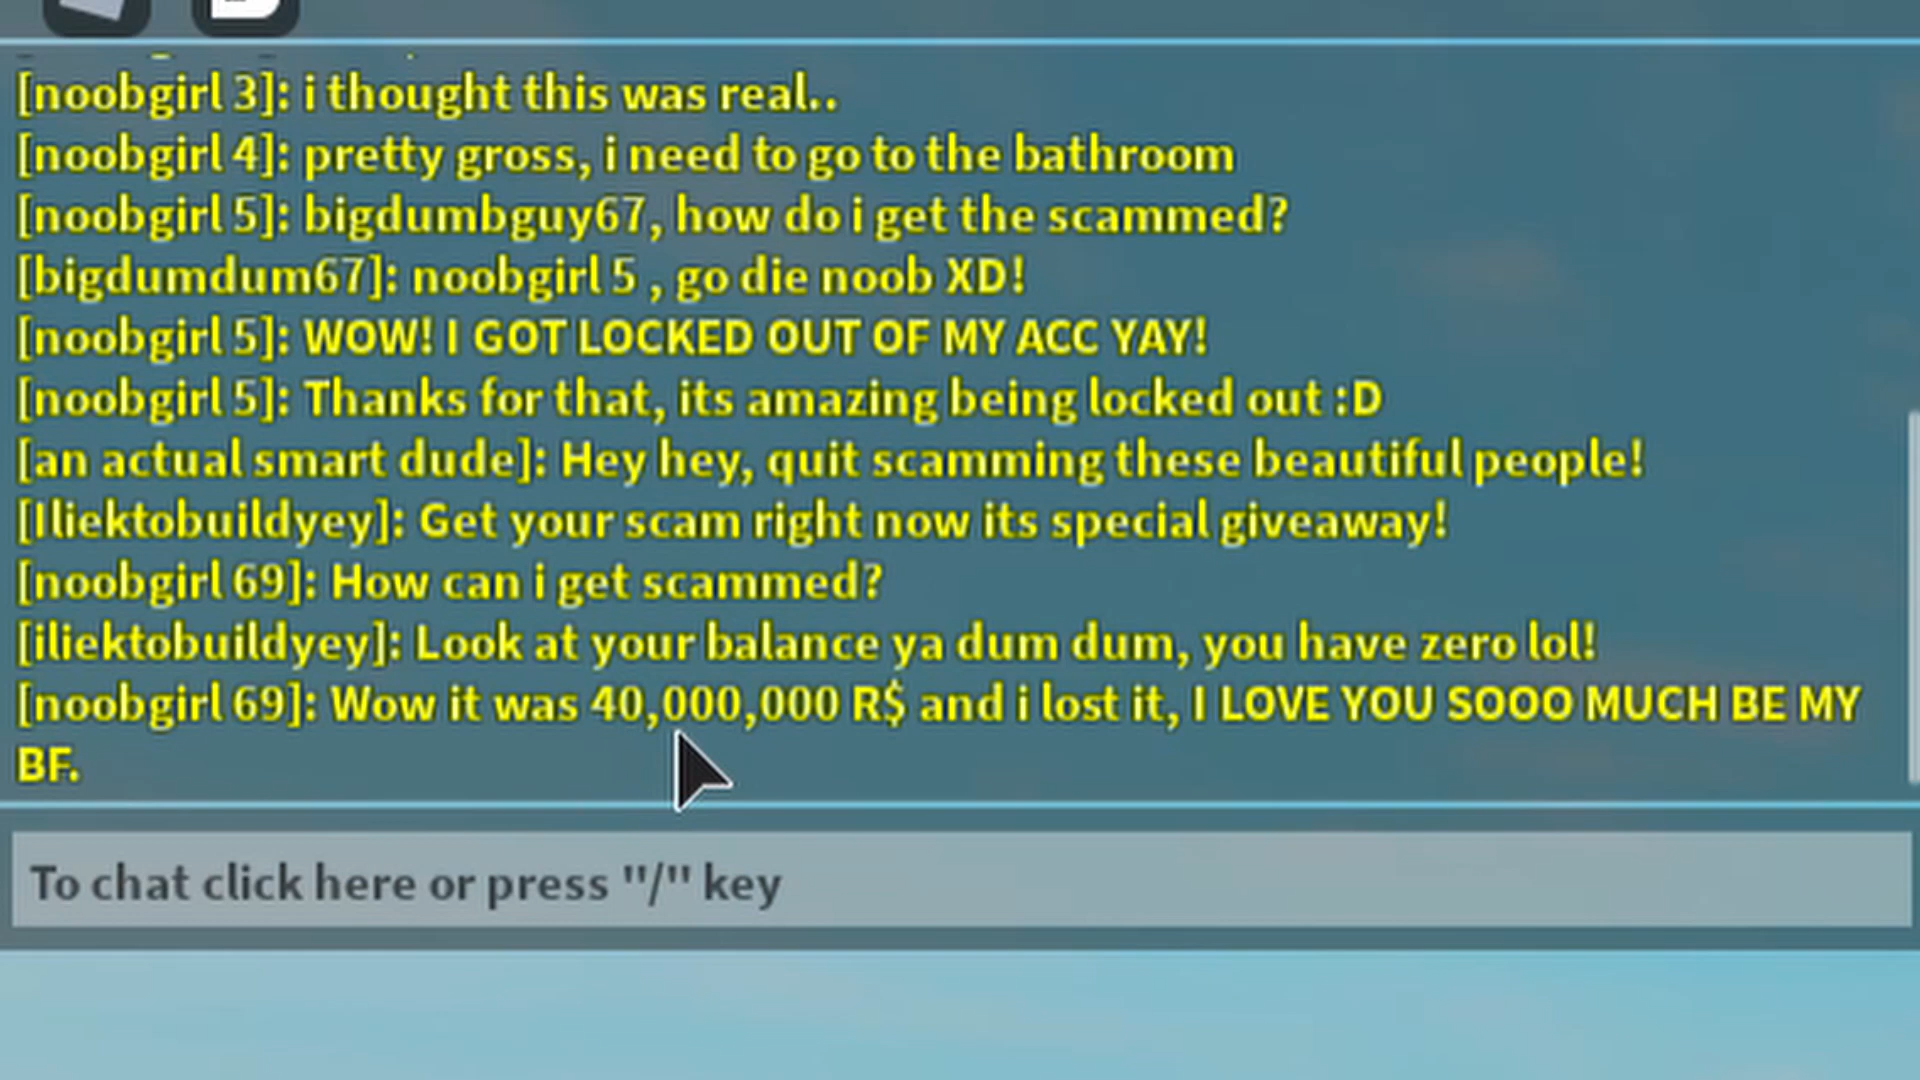 [noobgirl 3]: i thought this was real..
[noobgirl 4]: pretty gross, i need to go to the bathroom
[noobgirl 5]: bigdumbguy67, how do i get the scammed?
[bigdumdum67]: noobgirl 5 , go die noob XD!
[noobgirl 5]: WOW! I GOT LOCKED OUT OF MY ACC YAY!
[noobgirl 5]: Thanks for that, its amazing being locked out :D
[an actual smart dude]: Hey hey, quit scamming these beautiful people!
[Iliektobuildyey]: Get your scam right now its special giveaway!
[noobgirl 69]: How can i get scammed?
[iliektobuildyey]: Look at your balance ya dum dum, you have zero lol!
[noobgirl 69]: Wow it was 40,000,000 R$ and i lost it, I LOVE YOU SOOO MUCH BE MY
BF.
To chat click here or press "/" key